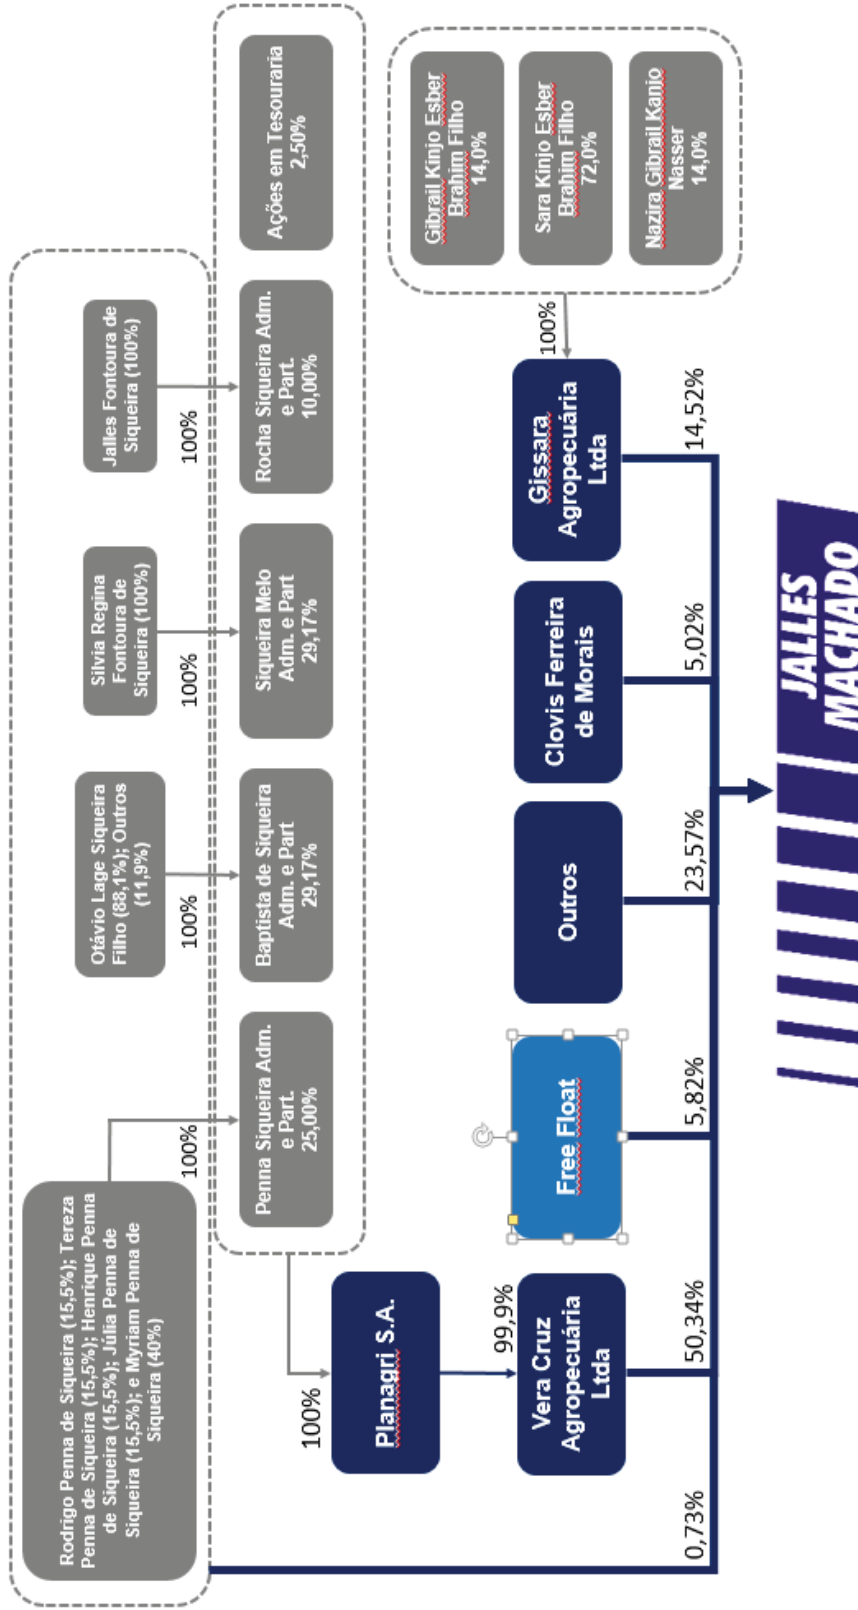 Rodrigo Penna de Siqueira (15,5%); Tereza
Penna de Siqueira (15,5%); Henrique Penna
de Siqueira (15,5%); Júlia Penna de
Siqueira (15,5%); e Myriam Penna de
Siqueira (40%)
Otávio Lage Siqueira
Filho (88,1%); Outros
(11,9%)
Silvia Regina
Fontoura de
Siqueira (100%)
Jalles Fontoura de
Siqueira (100%)
100%
100%
100%
100%
Penna Siqueira Adm.
e Part.
25,00%
Baptista de Siqueira
Adm. e Part
29,17%
Siqueira Melo
Adm. e Part
29,17%
Rocha Siqueira Adm.
e Part.
10,00%
Ações em Tesouraria
2,50%
100%
Planagri S.A.
99,9%
Vera Cruz
Agropecuária
Ltda
Free Float
Outros
Clovis Ferreira
de Morais
Gissara
Agropecuária
Ltda
100%
Gibrail Kinjo Esber
Brahim Filho
14,0%
Sara Kinjo Esber
Brahim Filho
72,0%
Nazira Gibrail Kanjo
Nasser
14,0%
0,73%
50,34%
5,82%
23,57%
5,02%
14,52%
JALLES
MACHADO